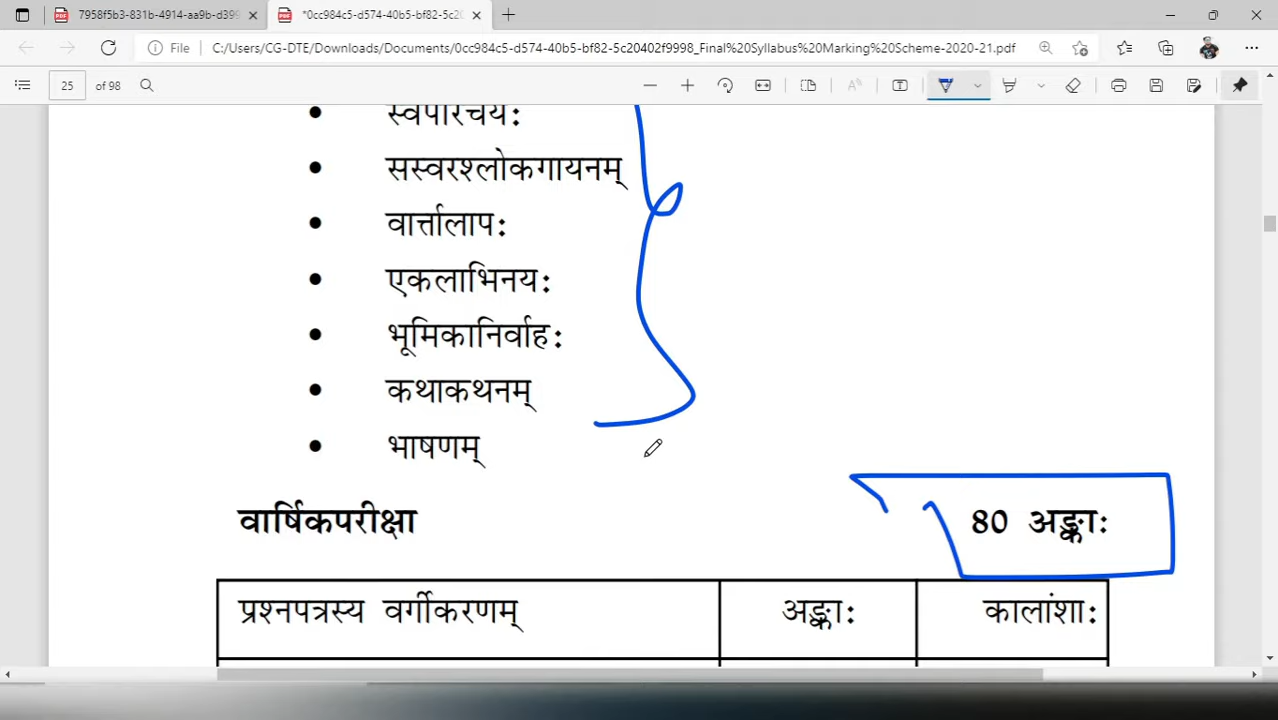 7958f5b3-831b-4914-aa9b-d399
*0cc984c5-d574-40b5-bf82-5c20
File C:/Users/CG-DTE/Downloads/Documents/0cc984c5-d574-40b5-bf82-5c20402f9998_Final%20Syllabus%20Marking%20Scheme-2020-21.pdf
25 of 98
• स्वपरिचय:
• सस्वरश्लोकगायनम्
• वार्त्तालाप:
• एकलाभिनय:
• भूमिकानिर्वाह:
• कथाकथनम्
• भाषणम्
वार्षिकपरीक्षा 80 अङ्का:
प्रश्नपत्रस्य वर्गीकरणम् अङ्का: कालांशा: